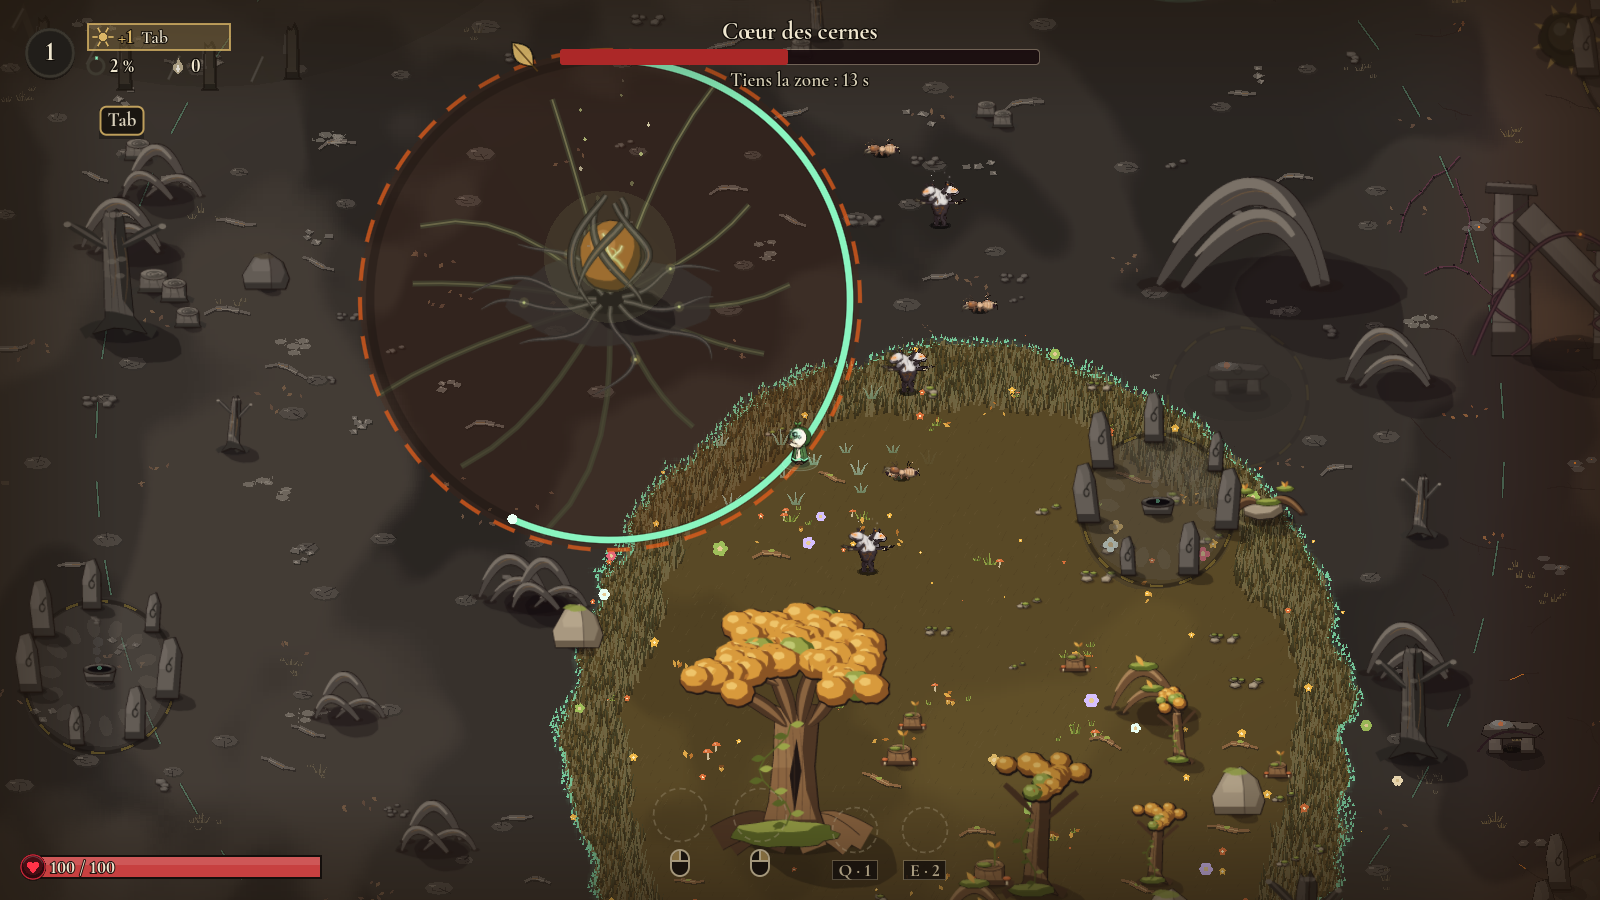 Cœur des cernes
1
+1 Tab
2 %
0
Tiens la zone : 13 s
Tab
100 / 100
Q · 1
E · 2